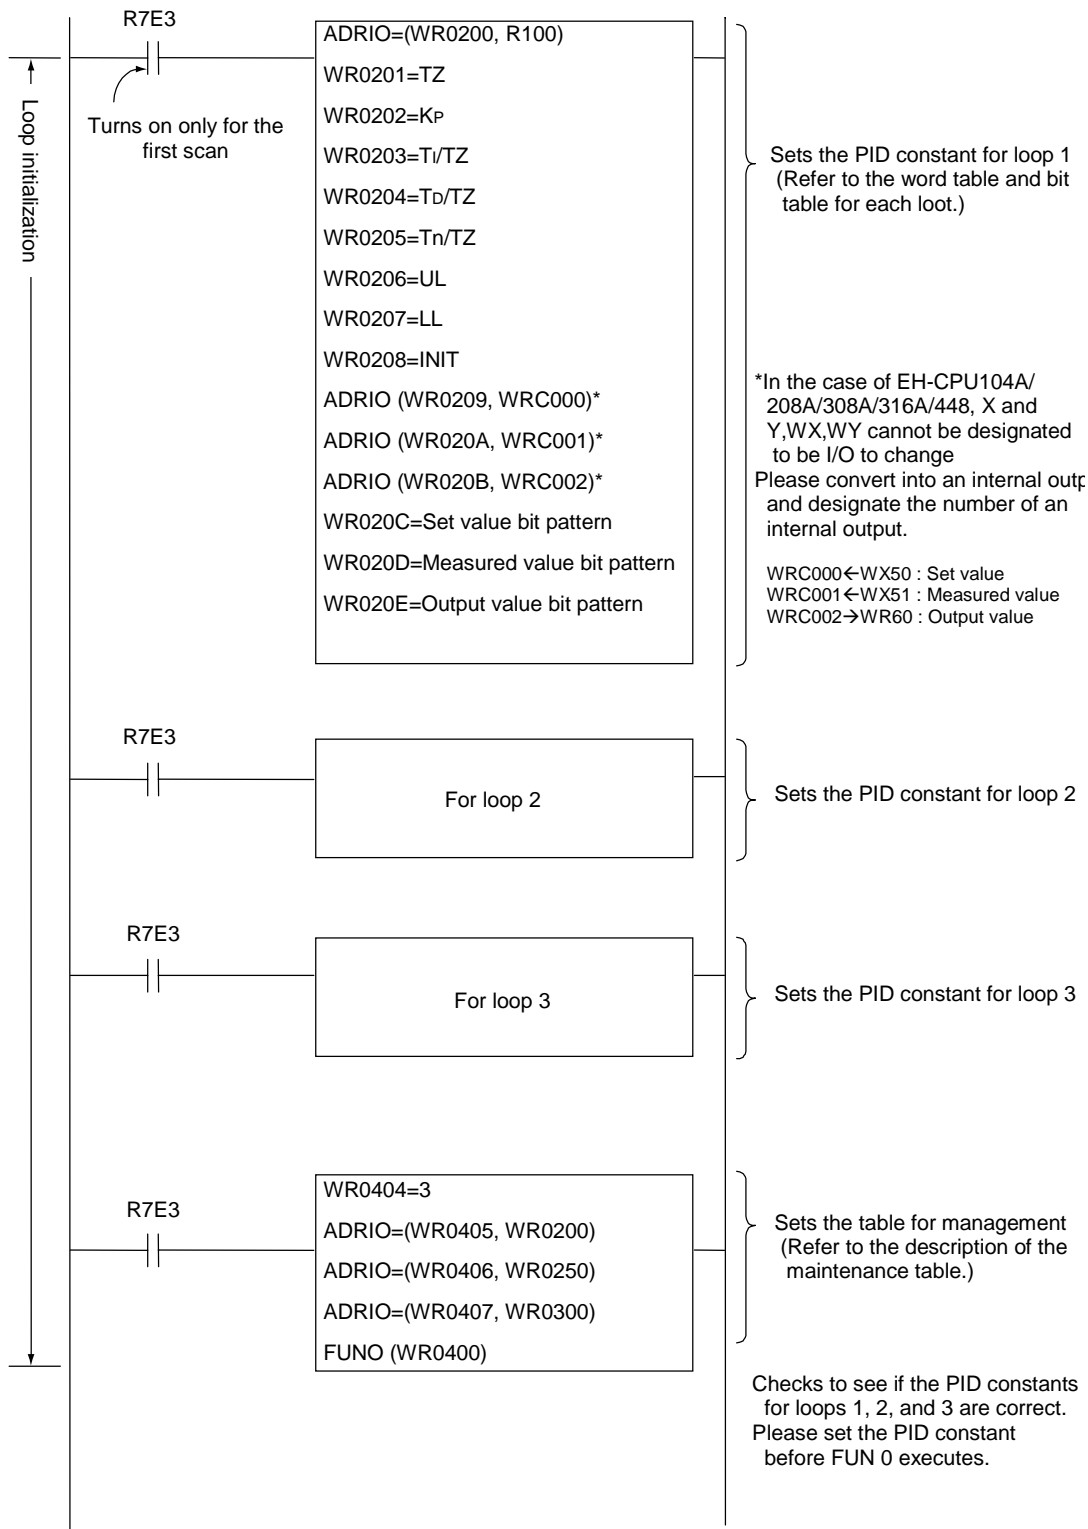 R7E3
Loop initialization
Turns on only for the
first scan
ADRIO=(WR0200, R100)
WR0201=TZ
WR0202=KP
WR0203=TI/TZ
WR0204=TD/TZ
WR0205=Tn/TZ
WR0206=UL
WR0207=LL
WR0208=INIT
ADRIO (WR0209, WRC000)*
ADRIO (WR020A, WRC001)*
ADRIO (WR020B, WRC002)*
WR020C=Set value bit pattern
WR020D=Measured value bit pattern
WR020E=Output value bit pattern
Sets the PID constant for loop 1
(Refer to the word table and bit
table for each loot.)
*In the case of EH-CPU104A/
208A/308A/316A/448, X and
Y,WX,WY cannot be designated
to be I/O to change
Please convert into an internal outp
and designate the number of an
internal output.
WRC000←WX50 : Set value
WRC001←WX51 : Measured value
WRC002→WR60 : Output value
R7E3
For loop 2
Sets the PID constant for loop 2
R7E3
For loop 3
Sets the PID constant for loop 3
R7E3
WR0404=3
ADRIO=(WR0405, WR0200)
ADRIO=(WR0406, WR0250)
ADRIO=(WR0407, WR0300)
FUNO (WR0400)
Sets the table for management
(Refer to the description of the
maintenance table.)
Checks to see if the PID constants
for loops 1, 2, and 3 are correct.
Please set the PID constant
before FUN 0 executes.